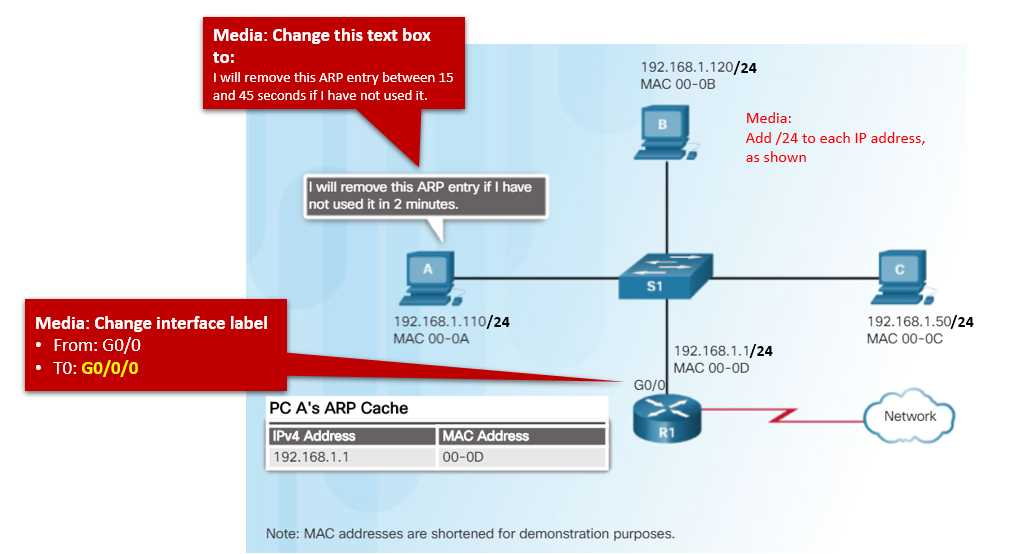 Media: Change this text box
to:
I will remove this ARP entry between 15
and 45 seconds if I have not used it.
192.168.1.120/24
MAC 00-0B
B
Media:
Add /24 to each IP address,
as shown
I will remove this ARP entry if I have
not used it in 2 minutes.
A
S1
C
192.168.1.110/24
MAC 00-0A
192.168.1.50/24
MAC 00-0C
Media: Change interface label
• From: G0/0
• T0: G0/0/0
192.168.1.1/24
MAC 00-0D
G0/0
R1
Network
PC A's ARP Cache
IPv4 Address MAC Address
192.168.1.1 00-0D
Note: MAC addresses are shortened for demonstration purposes.